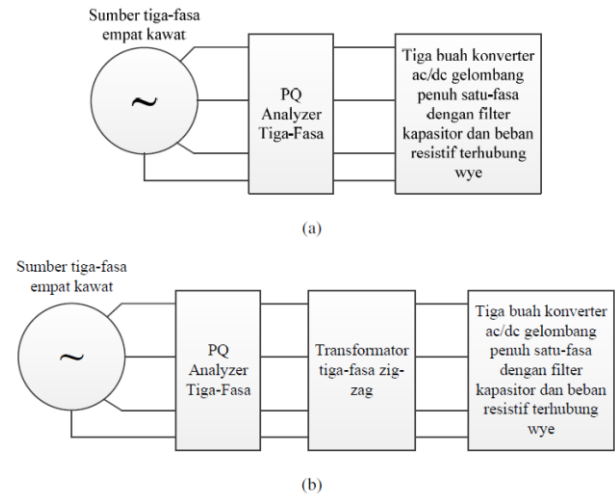 Sumber tiga-fasa
empat kawat
~
PQ
Analyzer
Tiga-Fasa
Tiga buah konverter
ac/dc gelombang
penuh satu-fasa
dengan filter
kapasitor dan beban
resistif terhubung
wye
(a)
Sumber tiga-fasa
empat kawat
~
PQ
Analyzer
Tiga-Fasa
Transformator
tiga-fasa zig-
zag
Tiga buah konverter
ac/dc gelombang
penuh satu-fasa
dengan filter
kapasitor dan beban
resistif terhubung
wye
(b)